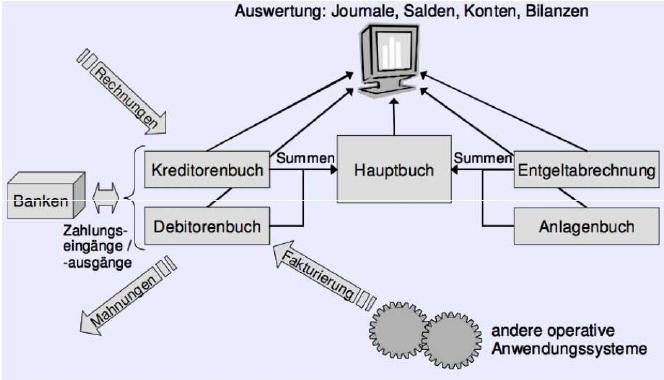 Auswertung: Journale, Salden, Konten, Bilanzen
Rechnungen
Kreditorenbuch
Summen
Hauptbuch
Summen
Entgeltabrechnung
Banken
Debitorenbuch
Anlagenbuch
Zahlungs-
eingänge /
-ausgänge
Mahnungen
Fakturierung
andere operative
Anwendungssysteme